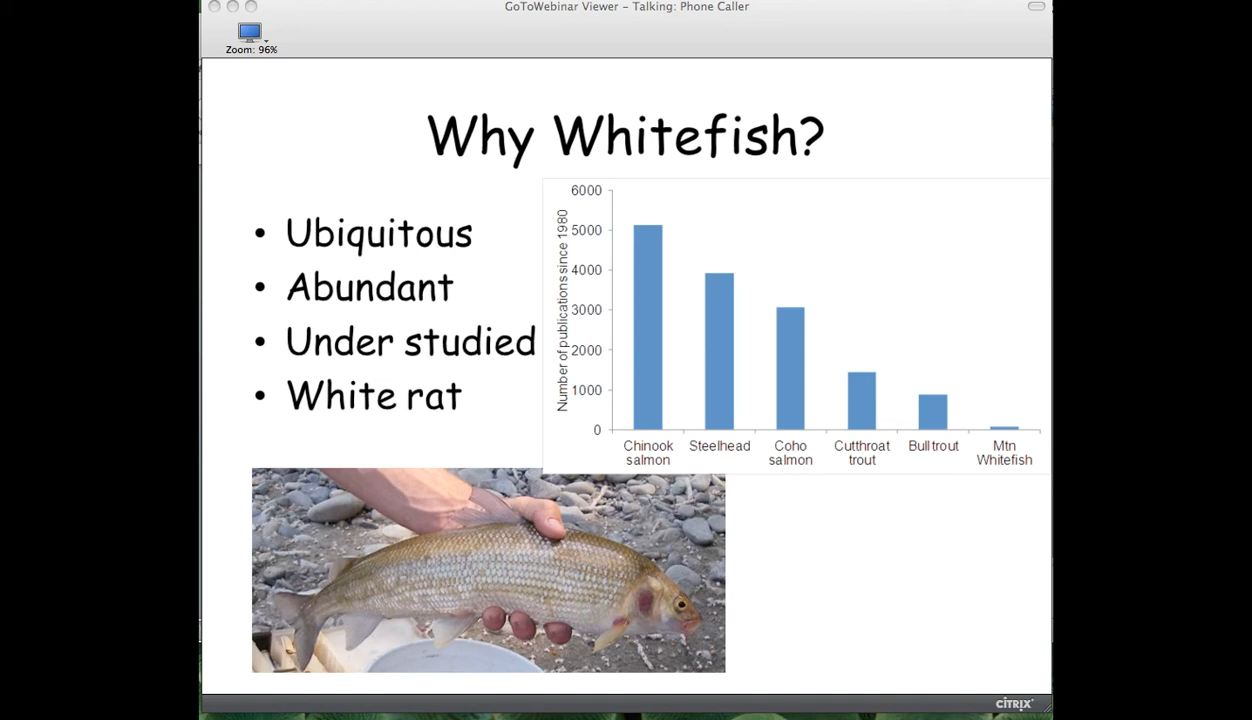 GoToWebinar Viewer – Talking: Phone Caller
Zoom: 96%
Why Whitefish?
• Ubiquitous
• Abundant
• Under studied
• White rat
Number of publications since 1980
6000
5000
4000
3000
2000
1000
0
Chinook salmon
Steelhead
Coho salmon
Cutthroat trout
Bull trout
Mtn Whitefish
CITRIX